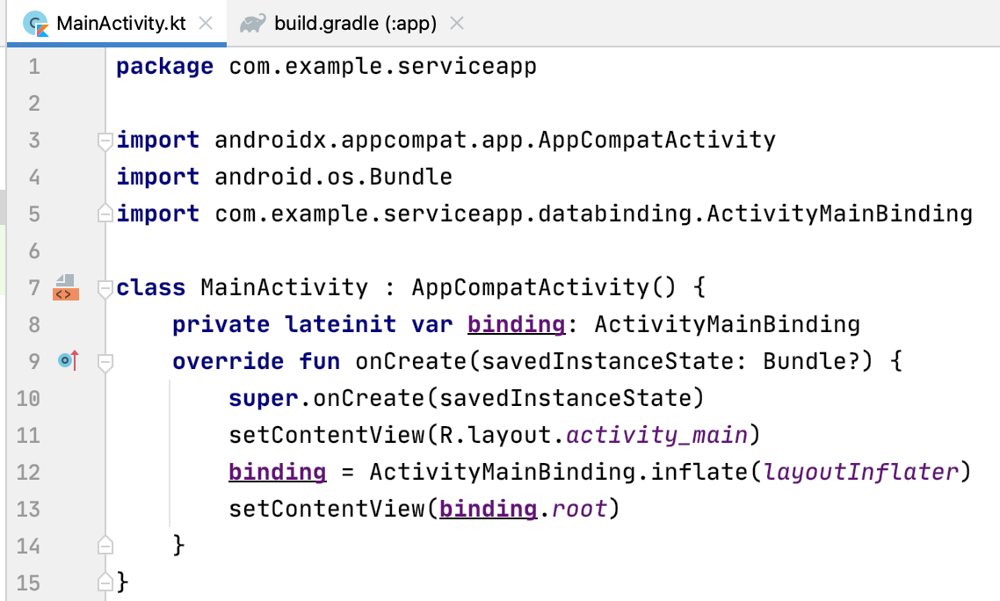 MainActivity.kt build.gradle (:app)
1 package com.example.serviceapp
2
3 import androidx.appcompat.app.AppCompatActivity
4 import android.os.Bundle
5 import com.example.serviceapp.databinding.ActivityMainBinding
6
7 class MainActivity : AppCompatActivity() {
8     private lateinit var binding: ActivityMainBinding
9     override fun onCreate(savedInstanceState: Bundle?) {
10         super.onCreate(savedInstanceState)
11         setContentView(R.layout.activity_main)
12         binding = ActivityMainBinding.inflate(layoutInflater)
13         setContentView(binding.root)
14     }
15 }